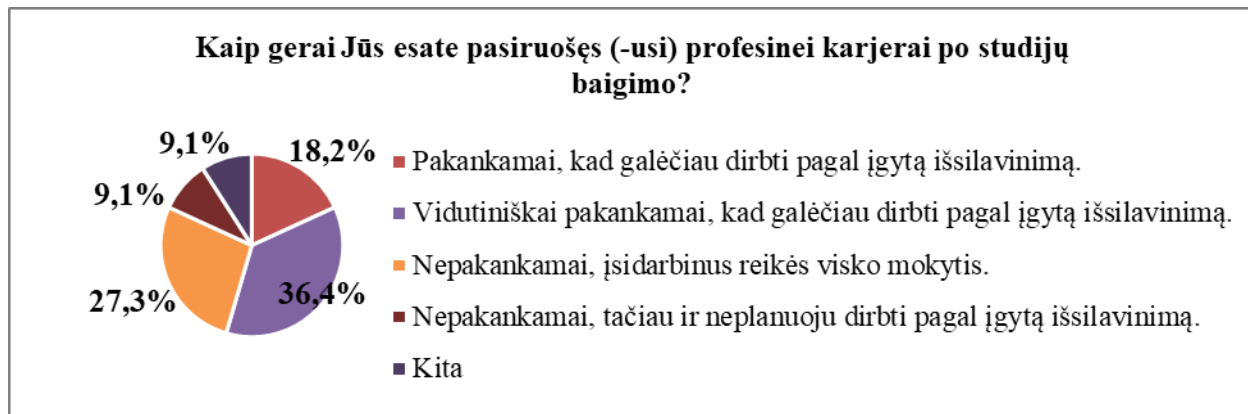 Kaip gerai Jūs esate pasiruošęs (-usi) profesinei karjerai po studijų
baigimo?
9,1%
18,2%
9,1%
27,3%
36,4%
Pakankamai, kad galėčiau dirbti pagal įgytą išsilavinimą.
Vidutiniškai pakankamai, kad galėčiau dirbti pagal įgytą išsilavinimą.
Nepakankamai, įsidarbinus reikės visko mokytis.
Nepakankamai, tačiau ir neplanuoju dirbti pagal įgytą išsilavinimą.
Kita